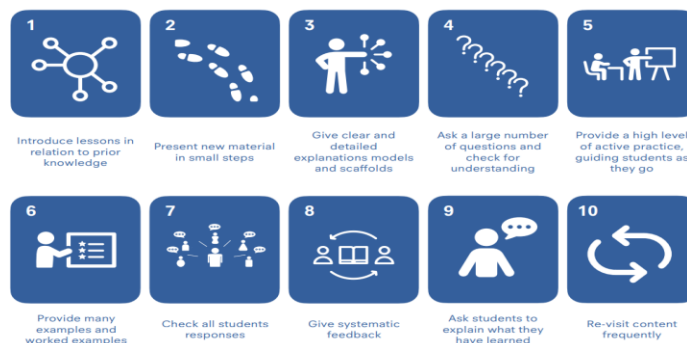 1
Introduce lessons in
relation to prior
knowledge
2
Present new material
in small steps
3
Give clear and
detailed
explanations models
and scaffolds
4
? ? ? ? ? ? ?
Ask a large number
of questions and
check for
understanding
5
Provide a high level
of active practice,
guiding students as
they go
6
Provide many
examples and
worked examples
7
Check all students
responses
8
Give systematic
feedback
9
Ask students to
explain what they
have learned
10
Re-visit content
frequently